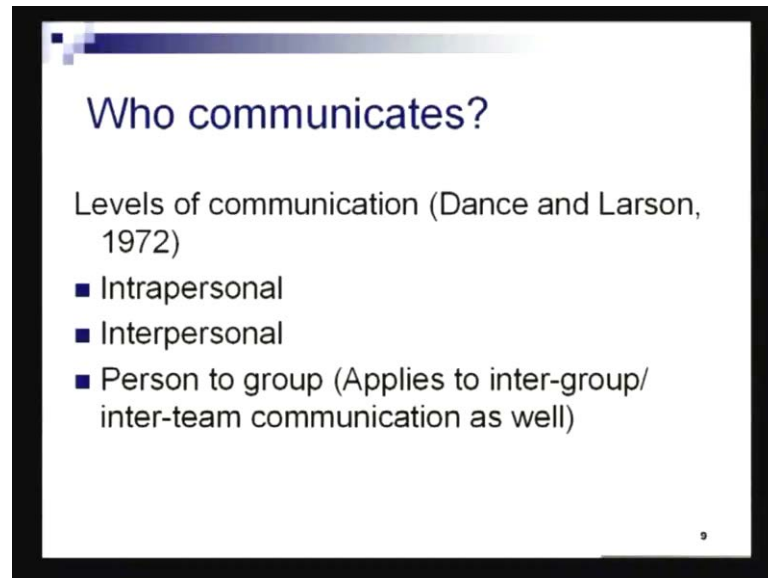 Who communicates?
Levels of communication (Dance and Larson,
1972)
Intrapersonal
Interpersonal
Person to group (Applies to inter-group/
inter-team communication as well)
9